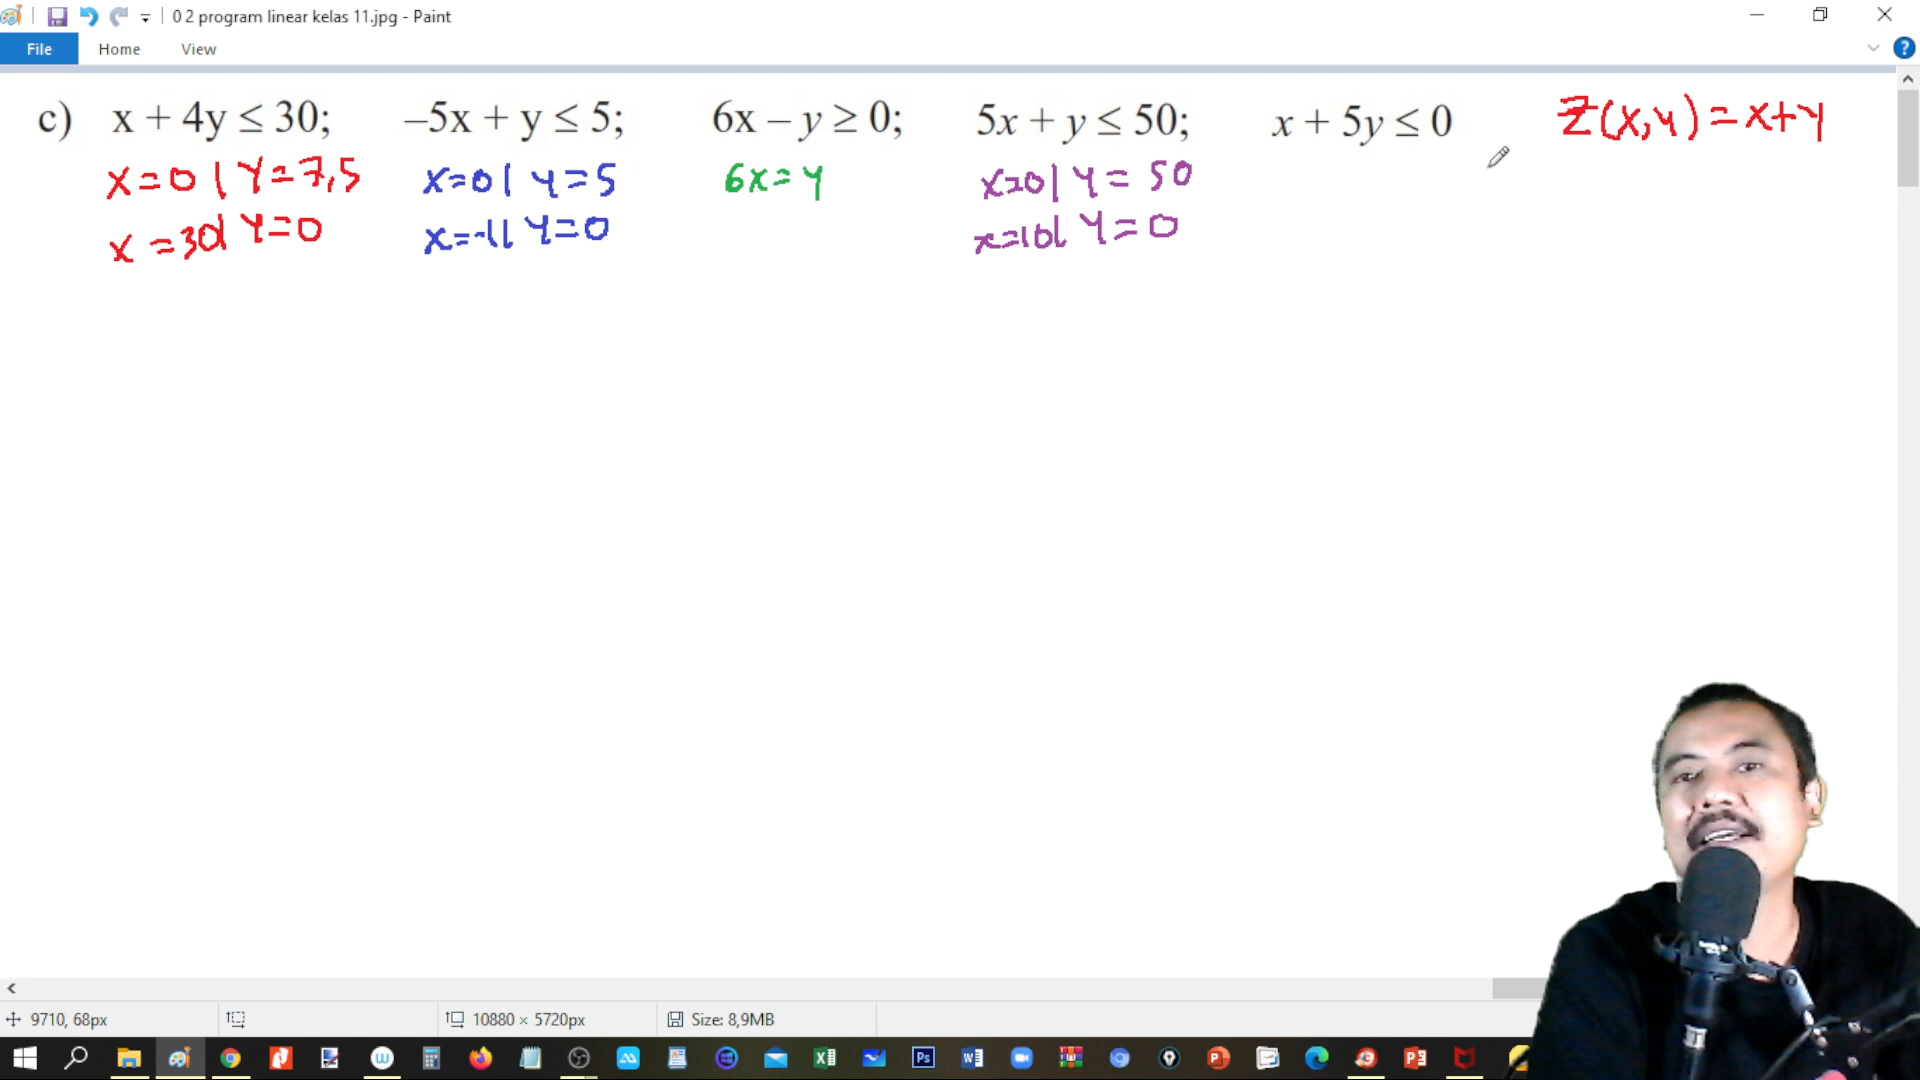 0 2 program linear kelas 11.jpg - Paint
File Home View
c) x + 4y ≤ 30; –5x + y ≤ 5; 6x – y ≥ 0; 5x + y ≤ 50; x + 5y ≤ 0 Z(x,y) = x+y
x=0 | y=7,5 x=0 | y=5 6x=y x=0 | y= 50
x =30| y=0 x=-1| y=0 x=10| y=0
9710, 68px 10880 × 5720px Size: 8,9MB